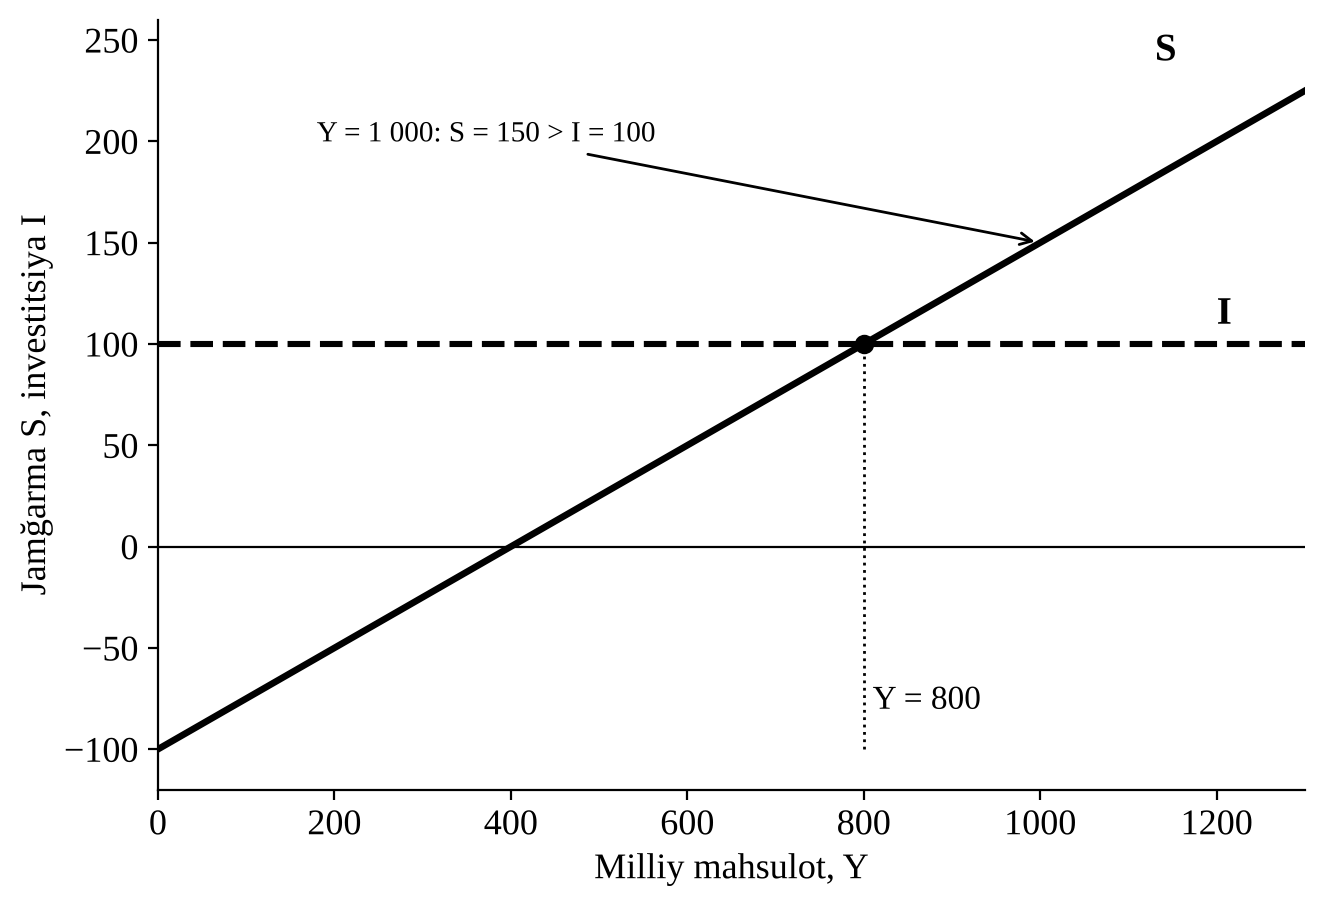 250
S
Y = 1 000: S = 150 > I = 100
200
150
I
100
50
0
−50
Y = 800
−100
0 200 400 600 800 1000 1200
Milliy mahsulot, Y
Jamğarma S, investitsiya I